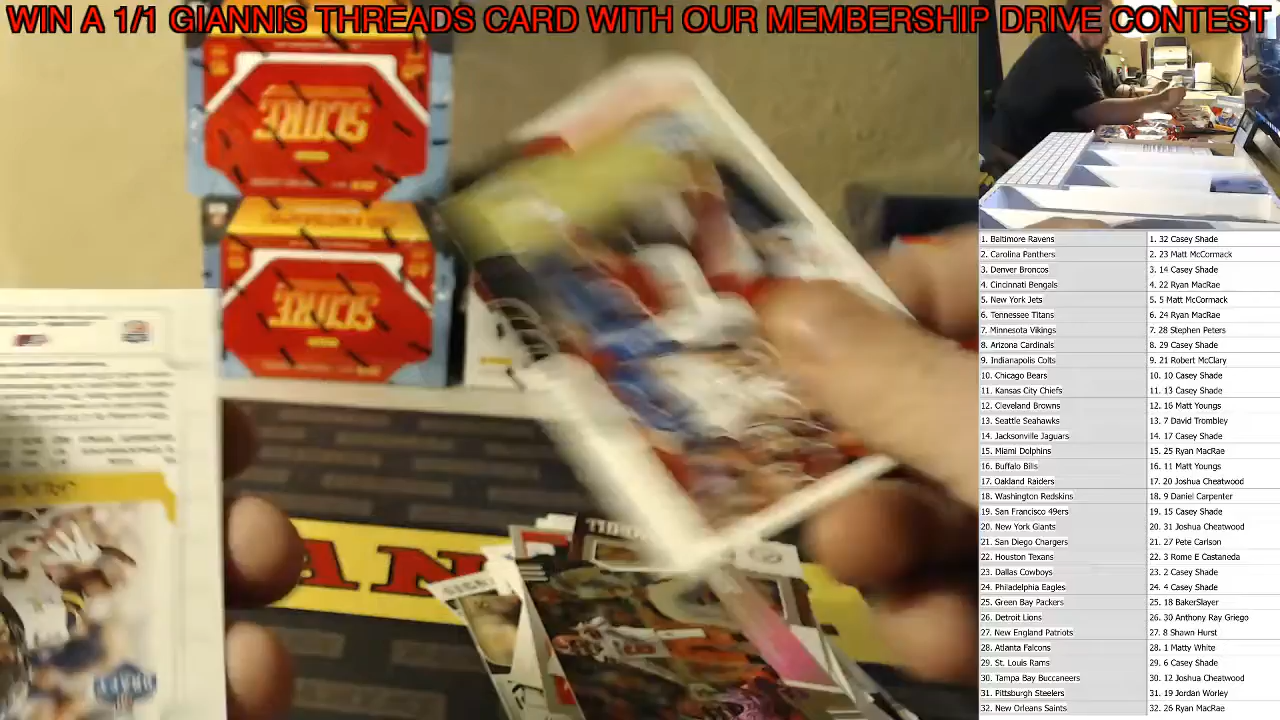 WIN A 1/1 GIANNIS THREADS CARD WITH OUR MEMBERSHIP DRIVE CONTEST
SCORE
SCORE
1. Baltimore Ravens 1. 32 Casey Shade
2. Carolina Panthers 2. 23 Matt McCormack
3. Denver Broncos 3. 14 Casey Shade
4. Cincinnati Bengals 4. 22 Ryan MacRae
5. New York Jets 5. 5 Matt McCormack
6. Tennessee Titans 6. 24 Ryan MacRae
7. Minnesota Vikings 7. 28 Stephen Peters
8. Arizona Cardinals 8. 29 Casey Shade
9. Indianapolis Colts 9. 21 Robert McClary
10. Chicago Bears 10. 10 Casey Shade
11. Kansas City Chiefs 11. 13 Casey Shade
12. Cleveland Browns 12. 16 Matt Youngs
13. Seattle Seahawks 13. 7 David Trombley
14. Jacksonville Jaguars 14. 17 Casey Shade
15. Miami Dolphins 15. 25 Ryan MacRae
16. Buffalo Bills 16. 11 Matt Youngs
17. Oakland Raiders 17. 20 Joshua Cheatwood
18. Washington Redskins 18. 9 Daniel Carpenter
19. San Francisco 49ers 19. 15 Casey Shade
20. New York Giants 20. 31 Joshua Cheatwood
21. San Diego Chargers 21. 27 Pete Carlson
22. Houston Texans 22. 3 Rome E Castaneda
23. Dallas Cowboys 23. 2 Casey Shade
24. Philadelphia Eagles 24. 4 Casey Shade
25. Green Bay Packers 25. 18 BakerSlayer
26. Detroit Lions 26. 30 Anthony Ray Griego
27. New England Patriots 27. 8 Shawn Hurst
28. Atlanta Falcons 28. 1 Matty White
29. St. Louis Rams 29. 6 Casey Shade
30. Tampa Bay Buccaneers 30. 12 Joshua Cheatwood
31. Pittsburgh Steelers 31. 19 Jordan Worley
32. New Orleans Saints 32. 26 Ryan MacRae